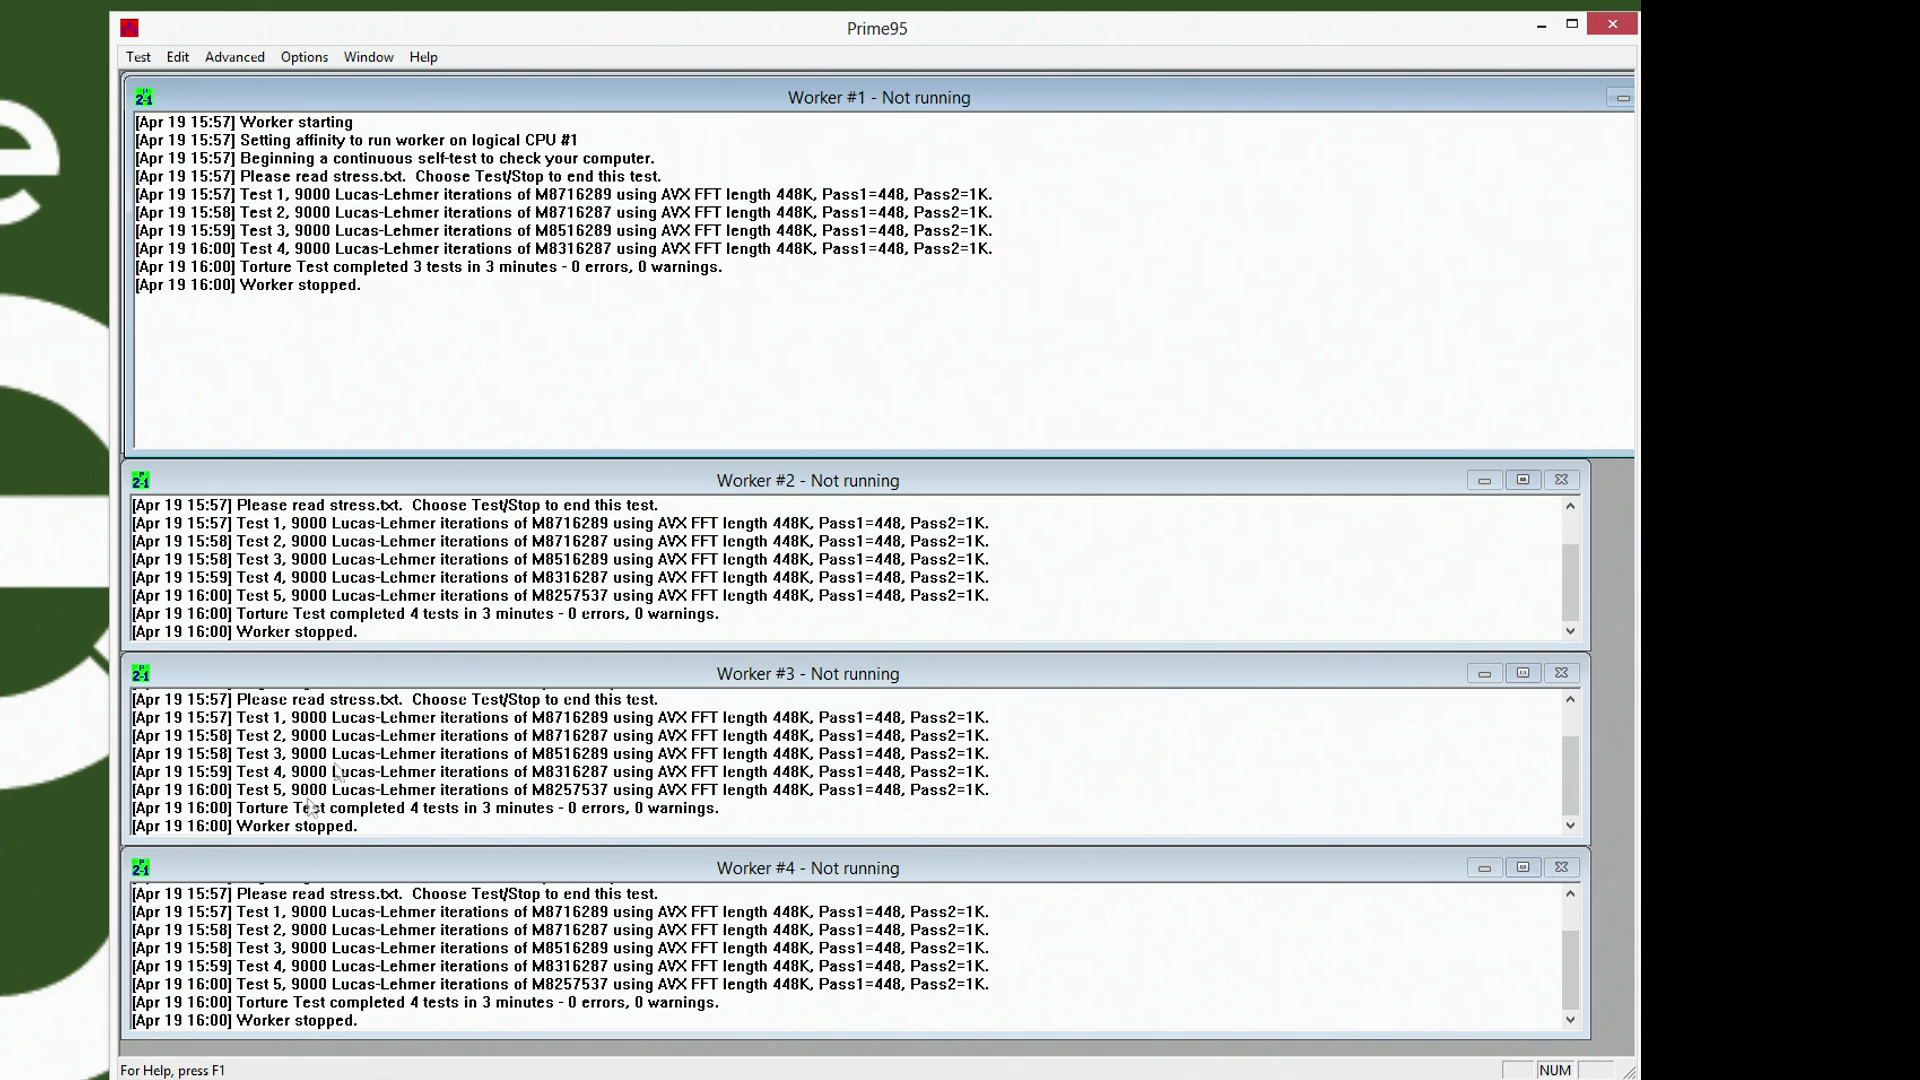 Prime95
Test Edit Advanced Options Window Help
Worker #1 - Not running
[Apr 19 15:57] Worker starting
[Apr 19 15:57] Setting affinity to run worker on logical CPU #1
[Apr 19 15:57] Beginning a continuous self-test to check your computer.
[Apr 19 15:57] Please read stress.txt.  Choose Test/Stop to end this test.
[Apr 19 15:57] Test 1, 9000 Lucas-Lehmer iterations of M8716289 using AVX FFT length 448K, Pass1=448, Pass2=1K.
[Apr 19 15:58] Test 2, 9000 Lucas-Lehmer iterations of M8716287 using AVX FFT length 448K, Pass1=448, Pass2=1K.
[Apr 19 15:59] Test 3, 9000 Lucas-Lehmer iterations of M8516289 using AVX FFT length 448K, Pass1=448, Pass2=1K.
[Apr 19 16:00] Test 4, 9000 Lucas-Lehmer iterations of M8316287 using AVX FFT length 448K, Pass1=448, Pass2=1K.
[Apr 19 16:00] Torture Test completed 3 tests in 3 minutes - 0 errors, 0 warnings.
[Apr 19 16:00] Worker stopped.
Worker #2 - Not running
[Apr 19 15:57] Please read stress.txt.  Choose Test/Stop to end this test.
[Apr 19 15:57] Test 1, 9000 Lucas-Lehmer iterations of M8716289 using AVX FFT length 448K, Pass1=448, Pass2=1K.
[Apr 19 15:58] Test 2, 9000 Lucas-Lehmer iterations of M8716287 using AVX FFT length 448K, Pass1=448, Pass2=1K.
[Apr 19 15:58] Test 3, 9000 Lucas-Lehmer iterations of M8516289 using AVX FFT length 448K, Pass1=448, Pass2=1K.
[Apr 19 15:59] Test 4, 9000 Lucas-Lehmer iterations of M8316287 using AVX FFT length 448K, Pass1=448, Pass2=1K.
[Apr 19 16:00] Test 5, 9000 Lucas-Lehmer iterations of M8257537 using AVX FFT length 448K, Pass1=448, Pass2=1K.
[Apr 19 16:00] Torture Test completed 4 tests in 3 minutes - 0 errors, 0 warnings.
[Apr 19 16:00] Worker stopped.
Worker #3 - Not running
[Apr 19 15:57] Please read stress.txt.  Choose Test/Stop to end this test.
[Apr 19 15:57] Test 1, 9000 Lucas-Lehmer iterations of M8716289 using AVX FFT length 448K, Pass1=448, Pass2=1K.
[Apr 19 15:58] Test 2, 9000 Lucas-Lehmer iterations of M8716287 using AVX FFT length 448K, Pass1=448, Pass2=1K.
[Apr 19 15:58] Test 3, 9000 Lucas-Lehmer iterations of M8516289 using AVX FFT length 448K, Pass1=448, Pass2=1K.
[Apr 19 15:59] Test 4, 9000 Lucas-Lehmer iterations of M8316287 using AVX FFT length 448K, Pass1=448, Pass2=1K.
[Apr 19 16:00] Test 5, 9000 Lucas-Lehmer iterations of M8257537 using AVX FFT length 448K, Pass1=448, Pass2=1K.
[Apr 19 16:00] Torture Test completed 4 tests in 3 minutes - 0 errors, 0 warnings.
[Apr 19 16:00] Worker stopped.
Worker #4 - Not running
[Apr 19 15:57] Please read stress.txt.  Choose Test/Stop to end this test.
[Apr 19 15:57] Test 1, 9000 Lucas-Lehmer iterations of M8716289 using AVX FFT length 448K, Pass1=448, Pass2=1K.
[Apr 19 15:58] Test 2, 9000 Lucas-Lehmer iterations of M8716287 using AVX FFT length 448K, Pass1=448, Pass2=1K.
[Apr 19 15:58] Test 3, 9000 Lucas-Lehmer iterations of M8516289 using AVX FFT length 448K, Pass1=448, Pass2=1K.
[Apr 19 15:59] Test 4, 9000 Lucas-Lehmer iterations of M8316287 using AVX FFT length 448K, Pass1=448, Pass2=1K.
[Apr 19 16:00] Test 5, 9000 Lucas-Lehmer iterations of M8257537 using AVX FFT length 448K, Pass1=448, Pass2=1K.
[Apr 19 16:00] Torture Test completed 4 tests in 3 minutes - 0 errors, 0 warnings.
[Apr 19 16:00] Worker stopped.
For Help, press F1
NUM